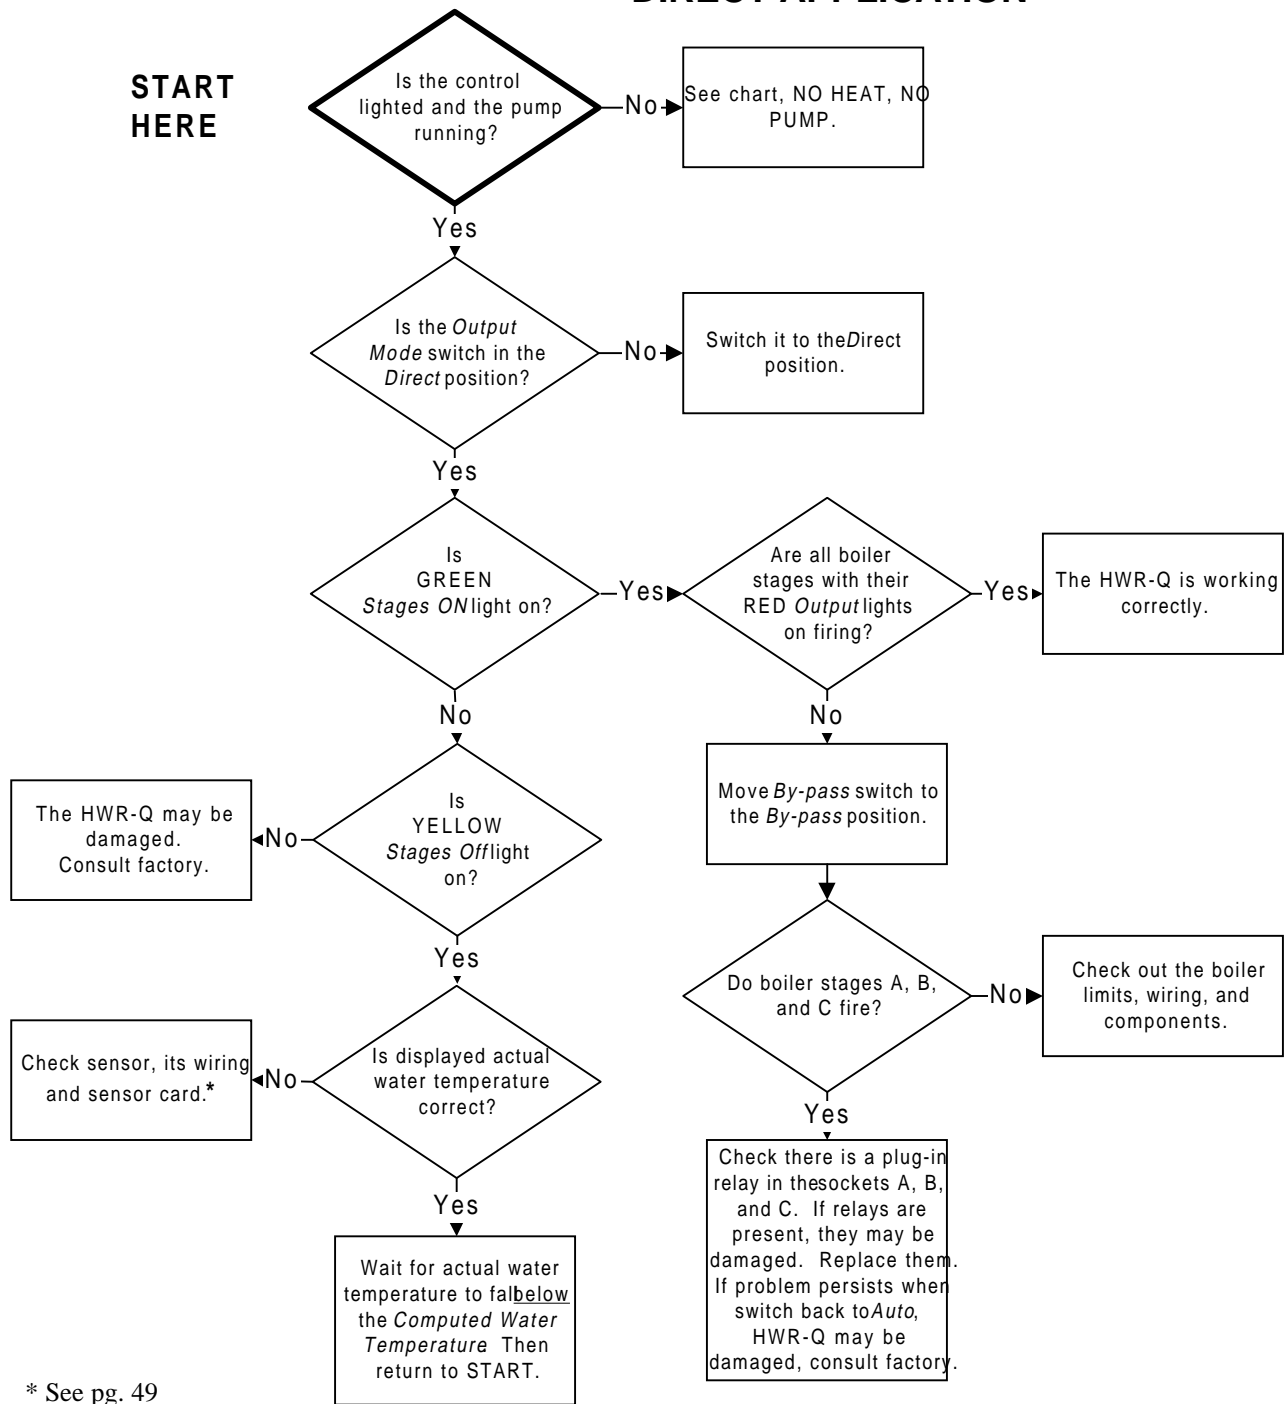 DIRECT APPLICATION
START
HERE
Is the control
lighted and the pump
running?
No
See chart, NO HEAT, NO
PUMP.
Yes
Is the Output
Mode switch in the
Direct position?
No
Switch it to the Direct
position.
Yes
Is
GREEN
Stages ON light on?
Yes
Are all boiler
stages with their
RED Output lights
on firing?
Yes
The HWR-Q is working
correctly.
No
No
Is
YELLOW
Stages Off light
on?
No
The HWR-Q may be
damaged.
Consult factory.
Move By-pass switch to
the By-pass position.
Yes
Do boiler stages A, B,
and C fire?
No
Check out the boiler
limits, wiring, and
components.
Is displayed actual
water temperature
correct?
No
Check sensor, its wiring
and sensor card.*
Yes
Yes
Check there is a plug-in
relay in the sockets A, B,
and C. If relays are
present, they may be
damaged. Replace them.
If problem persists when
switch back to Auto,
HWR-Q may be
damaged, consult factory.
Wait for actual water
temperature to fall below
the Computed Water
Temperature. Then
return to START.
* See pg. 49